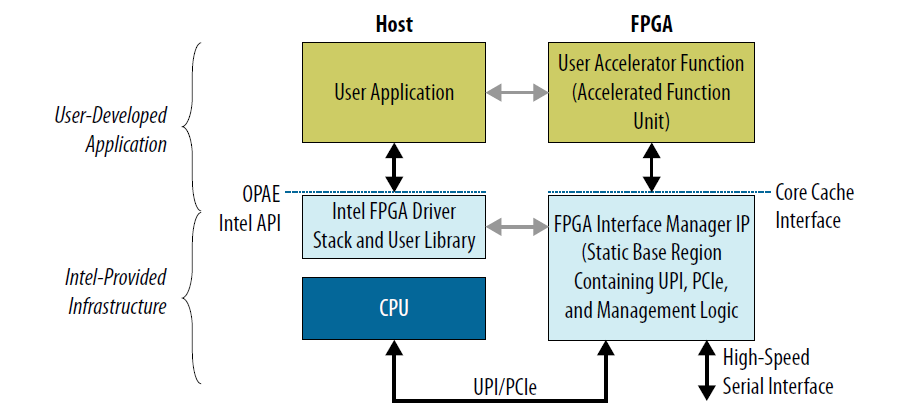 Host
FPGA
User-Developed
Application
User Application
User Accelerator Function
(Accelerated Function
Unit)
OPAE
Intel API
Core Cache
Interface
Intel-Provided
Infrastructure
Intel FPGA Driver
Stack and User Library
FPGA Interface Manager IP
(Static Base Region
Containing UPI, PCIe,
and Management Logic
CPU
UPI/PCIe
High-Speed
Serial Interface